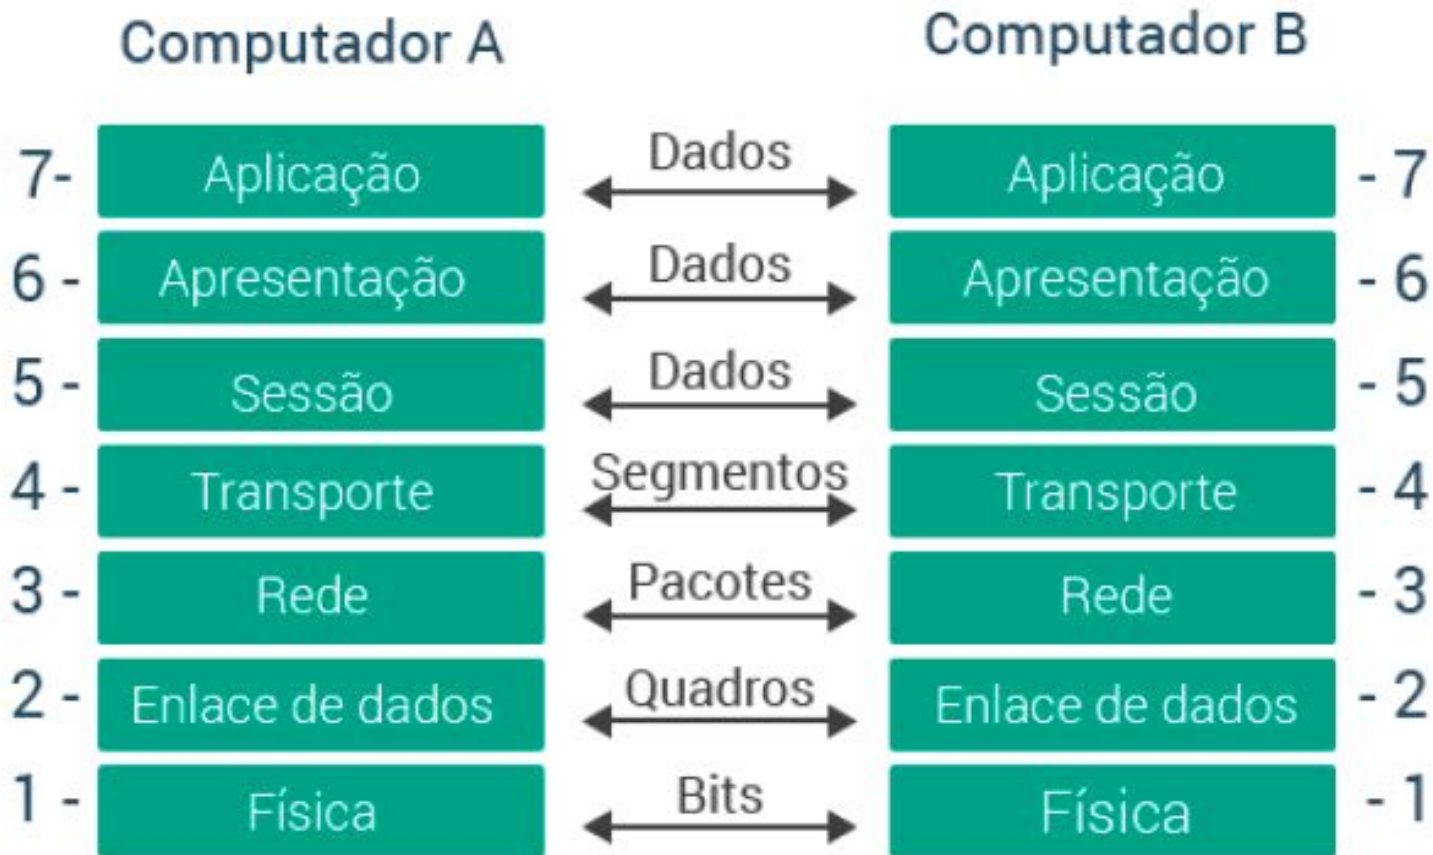 Computador A Computador B
7- Aplicação Dados Aplicação - 7
6 - Apresentação Dados Apresentação - 6
5 - Sessão Dados Sessão - 5
4 - Transporte Segmentos Transporte - 4
3 - Rede Pacotes Rede - 3
2 - Enlace de dados Quadros Enlace de dados - 2
1 - Física Bits Física - 1